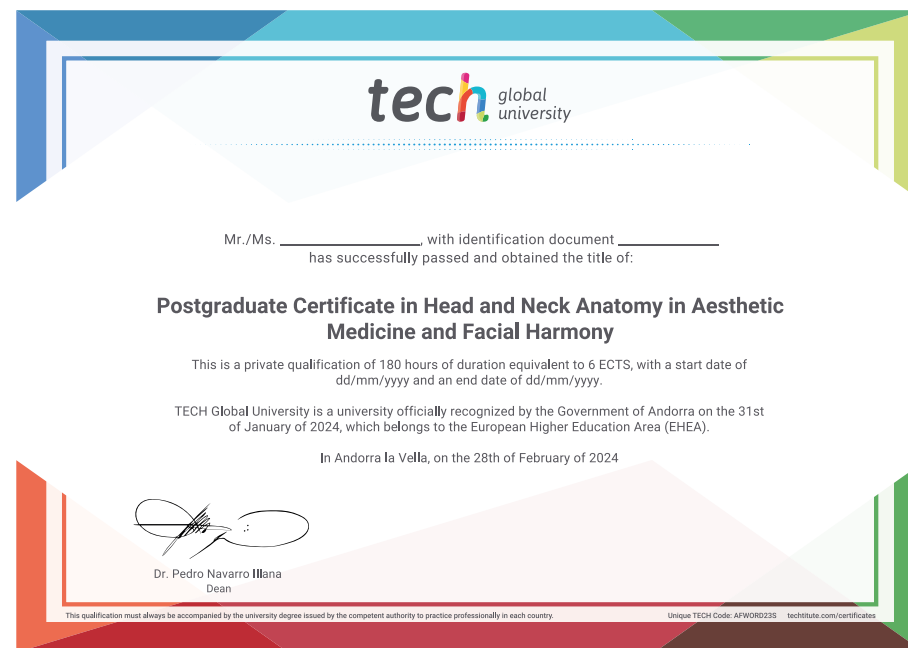 tech global
university
Mr./Ms. ____________, with identification document ____________
has successfully passed and obtained the title of:
Postgraduate Certificate in Head and Neck Anatomy in Aesthetic
Medicine and Facial Harmony
This is a private qualification of 180 hours of duration equivalent to 6 ECTS, with a start date of
dd/mm/yyyy and an end date of dd/mm/yyyy.
TECH Global University is a university officially recognized by the Government of Andorra on the 31st
of January of 2024, which belongs to the European Higher Education Area (EHEA).
In Andorra la Vella, on the 28th of February of 2024
Dr. Pedro Navarro Illana
Dean
This qualification must always be accompanied by the university degree issued by the competent authority to practice professionally in each country.
Unique TECH Code: AFWORD23S techtitute.com/certificates